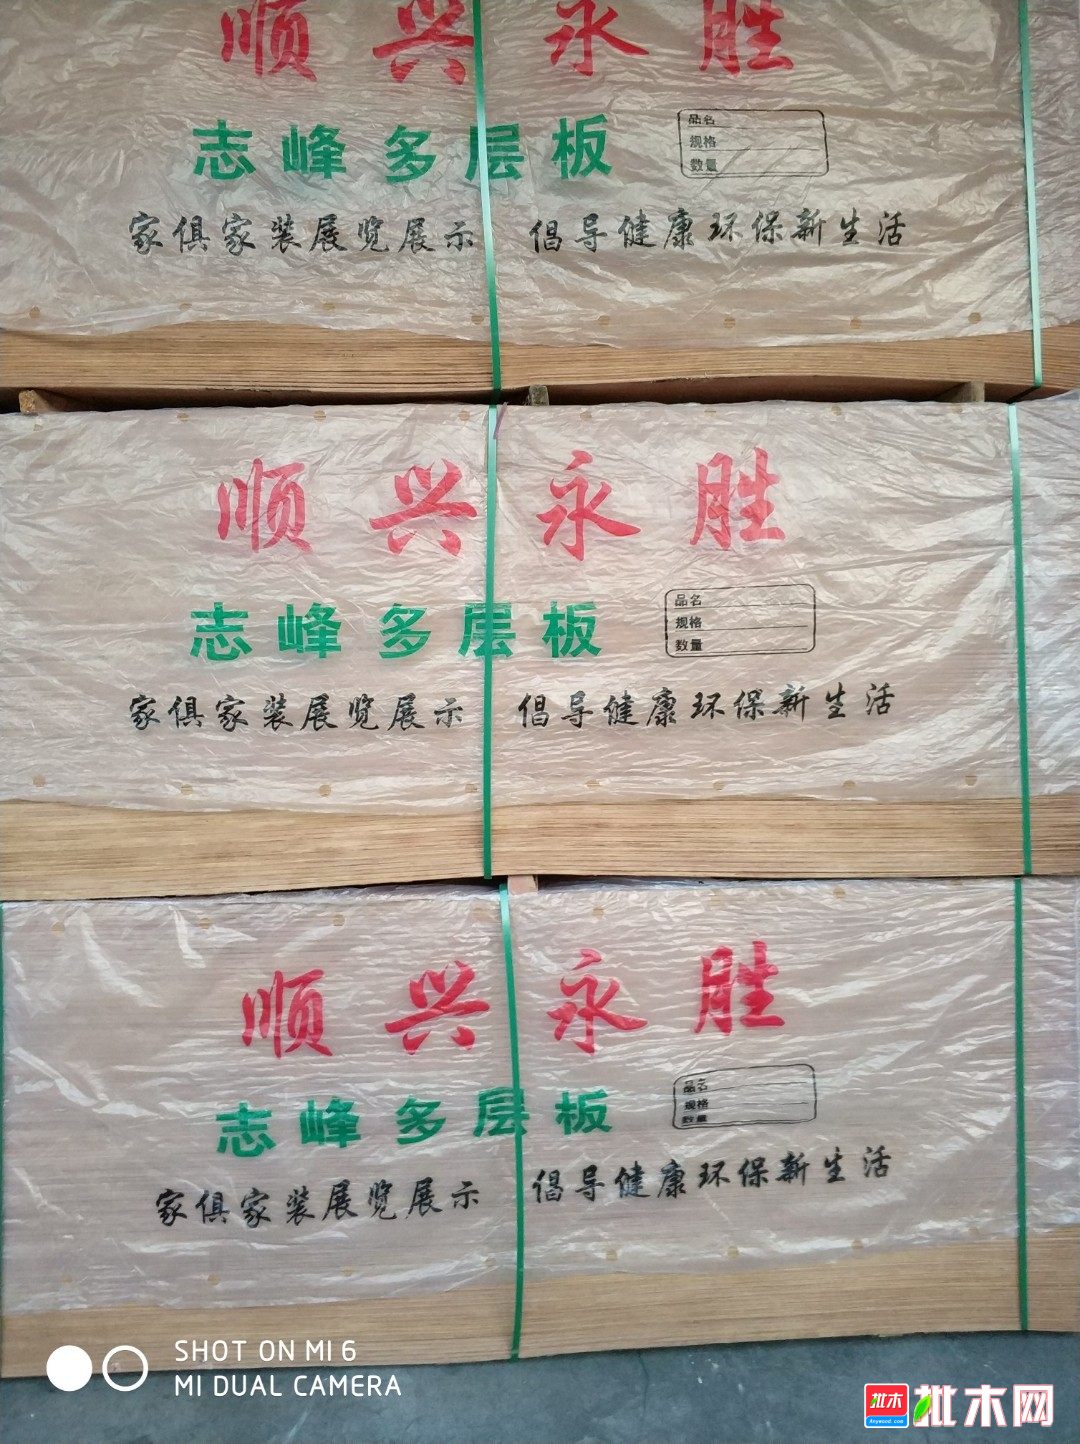 顺兴永胜
志峰多层板
品名
规格
数量
家俱家装展览展示 倡导健康环保新生活
顺兴永胜
志峰多层板
品名
规格
数量
家俱家装展览展示 倡导健康环保新生活
顺兴永胜
志峰多层板
品名
规格
数量
家俱家装展览展示 倡导健康环保新生活
SHOT ON MI 6
MI DUAL CAMERA
批木 批木网
Anywood.com